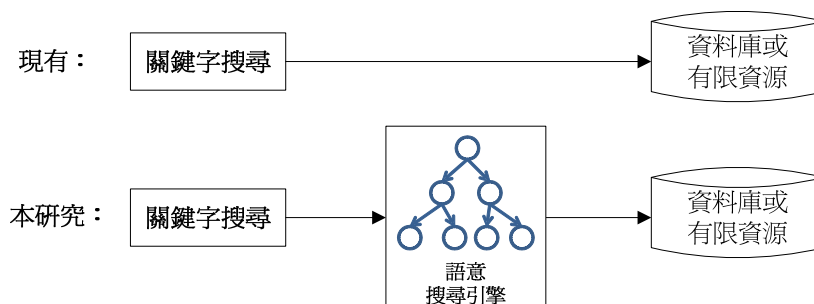 現有：
關鍵字搜尋
資料庫或
有限資源
本研究：
關鍵字搜尋
語意
搜尋引擎
資料庫或
有限資源